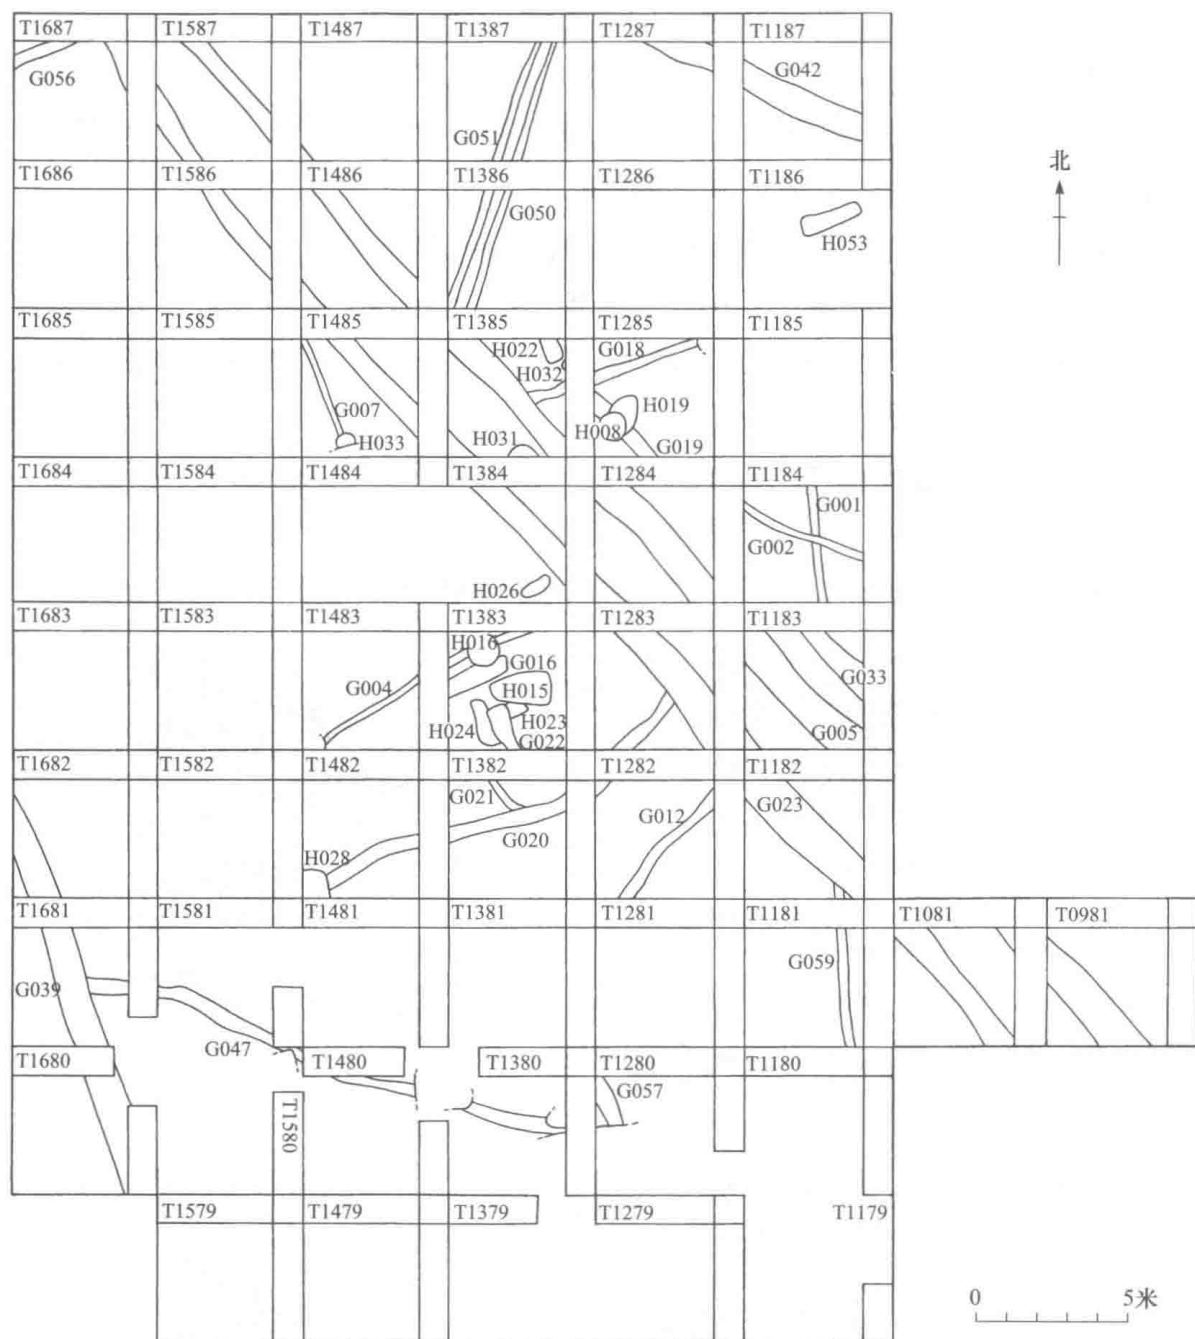 T1687 T1587 T1487 T1387 T1287 T1187
G056 G042
G051
北
T1686 T1586 T1486 T1386 T1286 T1186
G050
H053
T1685 T1585 T1485 T1385 T1285 T1185
H022 G018
H032
G007 H019
H033 H031 H008 G019
T1684 T1584 T1484 T1384 T1284 T1184
G001
G002
H026
T1683 T1583 T1483 T1383 T1283 T1183
H016
G016
G004 H015 G033
H024 H023
G022 G005
T1682 T1582 T1482 T1382 T1282 T1182
G021 G012 G023
G020
H028
T1681 T1581 T1481 T1381 T1281 T1181 T1081 T0981
G039 G059
G047
T1680 T1480 T1380 T1280 T1180
G057
T1580
T1579 T1479 T1379 T1279 T1179
0 5米